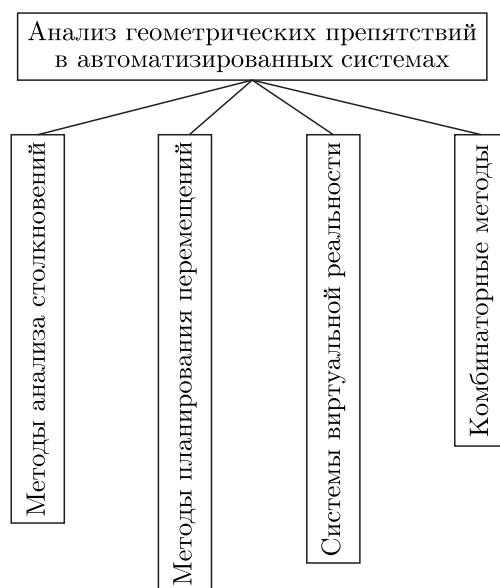 Анализ геометрических препятствий
в автоматизированных системах
Методы анализа столкновений
Методы планирования перемещений
Системы виртуальной реальности
Комбинаторные методы